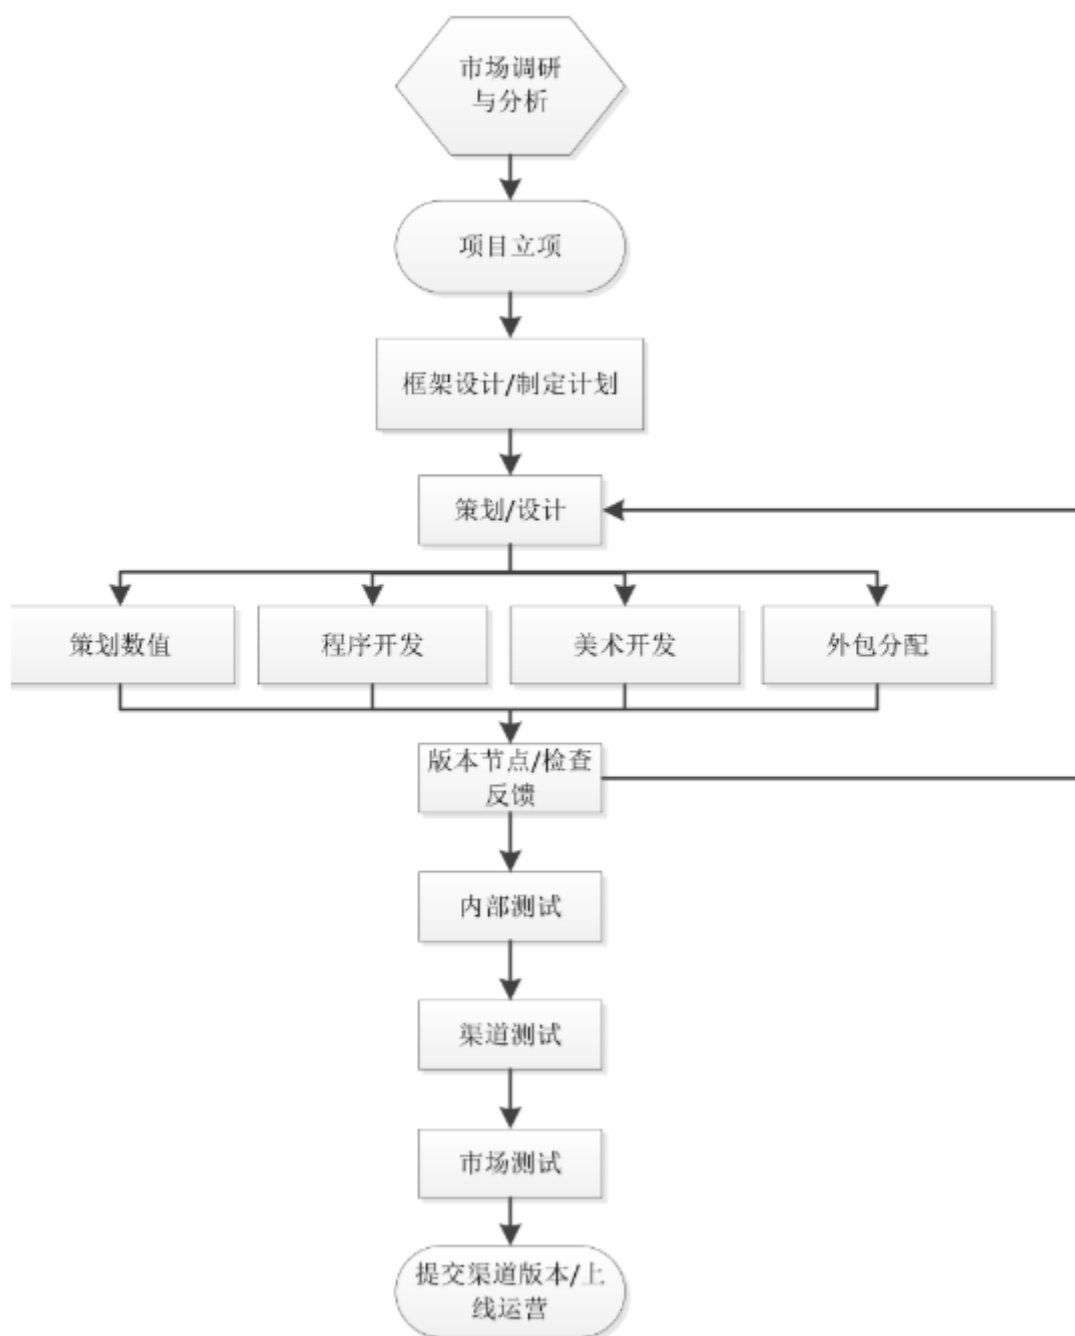 市场调研
与分析
项目立项
框架设计/制定计划
策划/设计
策划数值
程序开发
美术开发
外包分配
版本节点/检查
反馈
内部测试
渠道测试
市场测试
提交渠道版本/上
线运营